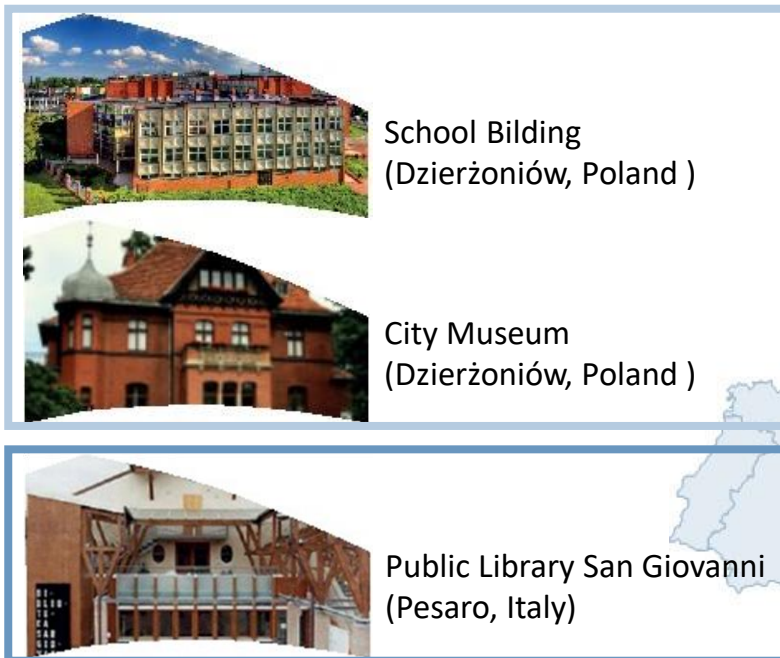 School Bilding
(Dzierżoniów, Poland )
City Museum
(Dzierżoniów, Poland )
Public Library San Giovanni
(Pesaro, Italy)